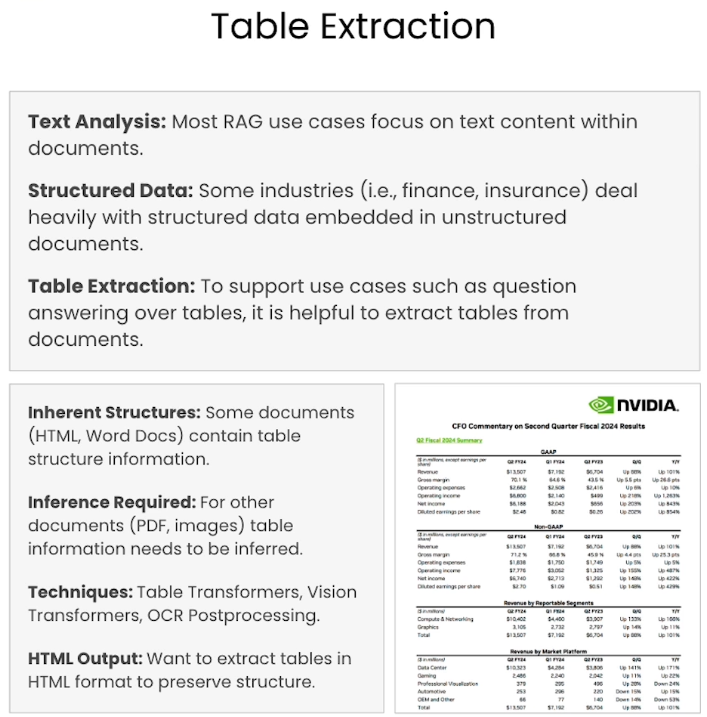 Table Extraction
Text Analysis: Most RAG use cases focus on text content within
documents.
Structured Data: Some industries (i.e., finance, insurance) deal
heavily with structured data embedded in unstructured
documents.
Table Extraction: To support use cases such as question
answering over tables, it is helpful to extract tables from
documents.
Inherent Structures: Some documents
(HTML, Word Docs) contain table
structure information.
Inference Required: For other
documents (PDF, images) table
information needs to be inferred.
Techniques: Table Transformers, Vision
Transformers, OCR Postprocessing.
HTML Output: Want to extract tables in
HTML format to preserve structure.
NVIDIA.
CFO Commentary on Second Quarter Fiscal 2024 Results
Q2 Fiscal 2024 Summary
GAAP
($ in millions, except earnings per
share) Q2 FY24 Q1 FY24 Q2 FY23 Q/Q Y/Y
Revenue $13,507 $7,192 $6,704 Up 88% Up 101%
Gross margin 70.1 % 64.6 % 43.5 % Up 5.5 pts Up 26.6 pts
Operating expenses $2,662 $2,508 $2,416 Up 6% Up 10%
Operating income $6,800 $2,140 $499 Up 218% Up 1,263%
Net income $6,188 $2,043 $656 Up 203% Up 843%
Diluted earnings per share $2.48 $0.82 $0.26 Up 202% Up 854%
Non-GAAP
($ in millions, except earnings per
share) Q2 FY24 Q1 FY24 Q2 FY23 Q/Q Y/Y
Revenue $13,507 $7,192 $6,704 Up 88% Up 101%
Gross margin 71.2 % 66.8 % 45.9 % Up 4.4 pts Up 25.3 pts
Operating expenses $1,838 $1,750 $1,749 Up 5% Up 5%
Operating income $7,776 $3,052 $1,325 Up 155% Up 487%
Net income $6,740 $2,713 $1,292 Up 148% Up 422%
Diluted earnings per share $2.70 $1.09 $0.51 Up 148% Up 429%
Revenue by Reportable Segments
($ in millions) Q2 FY24 Q1 FY24 Q2 FY23 Q/Q Y/Y
Compute & Networking $10,402 $4,460 $3,907 Up 133% Up 166%
Graphics 3,105 2,732 2,797 Up 14% Up 11%
Total $13,507 $7,192 $6,704 Up 88% Up 101%
Revenue by Market Platform
($ in millions) Q2 FY24 Q1 FY24 Q2 FY23 Q/Q Y/Y
Data Center $10,323 $4,284 $3,806 Up 141% Up 171%
Gaming 2,486 2,240 2,042 Up 11% Up 22%
Professional Visualization 379 295 496 Up 28% Down 24%
Automotive 253 296 220 Down 15% Up 15%
OEM and Other 66 77 140 Down 14% Down 53%
Total $13,507 $7,192 $6,704 Up 88% Up 101%